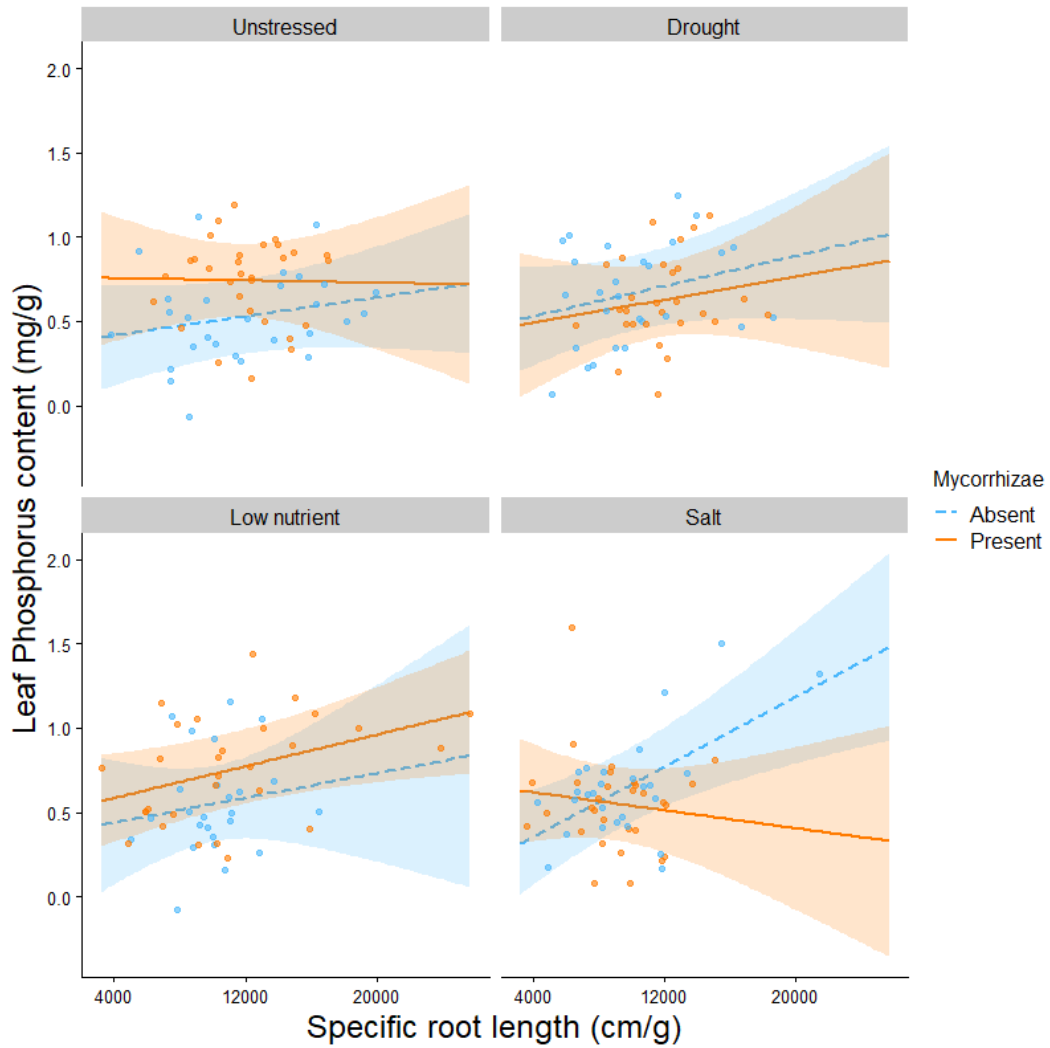 Unstressed
Drought
2.0
1.5
1.0
0.5
0.0
Low nutrient
Salt
2.0
1.5
1.0
0.5
0.0
4000
12000
20000
4000
12000
20000
Leaf Phosphorus content (mg/g)
Specific root length (cm/g)
Mycorrhizae
Absent
Present